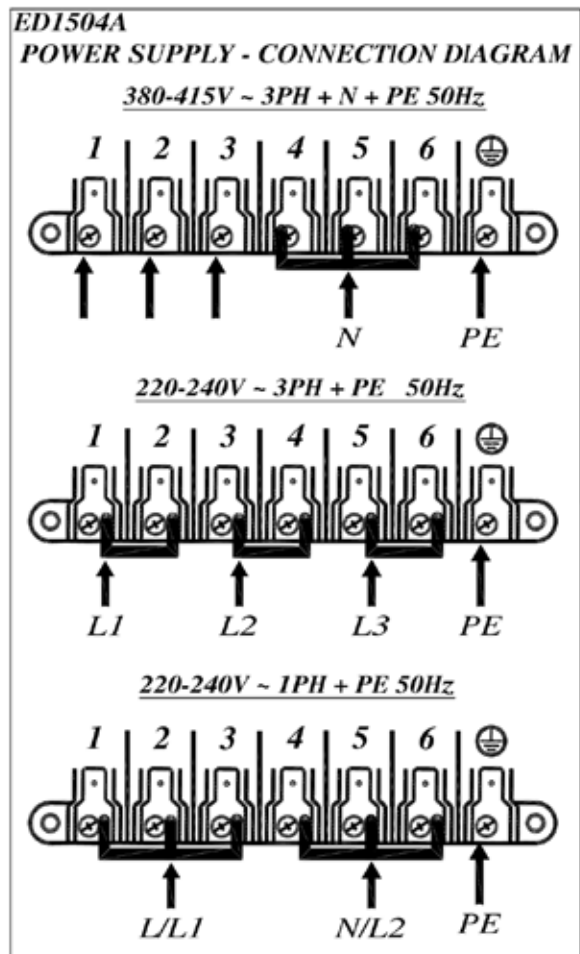 ED1504A
POWER SUPPLY - CONNECTION DIAGRAM
380-415V ~ 3PH + N + PE 50Hz
1 2 3 4 5 6
N PE
220-240V ~ 3PH + PE 50Hz
1 2 3 4 5 6
L1 L2 L3 PE
220-240V ~ 1PH + PE 50Hz
1 2 3 4 5 6
L/L1 N/L2 PE